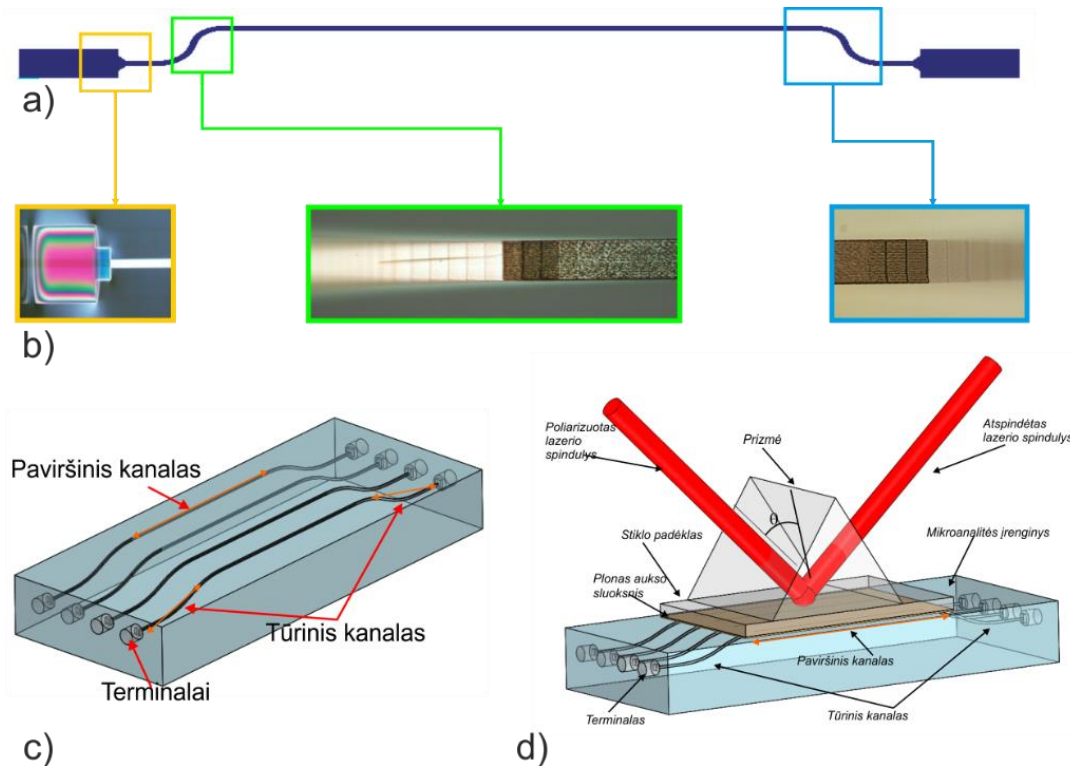 a)
b)
Paviršinis kanalas
Tūrinis kanalas
Terminalai
c)
Poliarizuotas
lazerio
spindulys
Prizmė
Atspindėtas
lazerio spindulys
θ
Stiklo padėklas
Mikroanalitės įrenginys
Plonas aukso
sluoksnis
Paviršinis kanalas
Terminalas
Tūrinis kanalas
d)